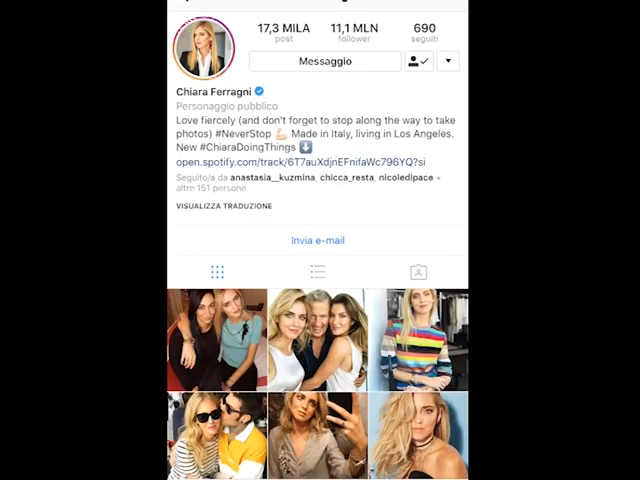 17,3 MILA 11,1 MLN 690
post follower seguiti
Messaggio
Chiara Ferragni
Personaggio pubblico
Love fiercely (and don't forget to stop along the way to take
photos) #NeverStop 💪🏻 Made in Italy, living in Los Angeles.
New #ChiaraDoingThings ⬇️
open.spotify.com/track/6T7auXdjnEFnifaWc796YQ?si
Seguito/a da anastasia__kuzmina, chicca_resta, nicoledipace +
altre 151 persone
VISUALIZZA TRADUZIONE
Invia e-mail